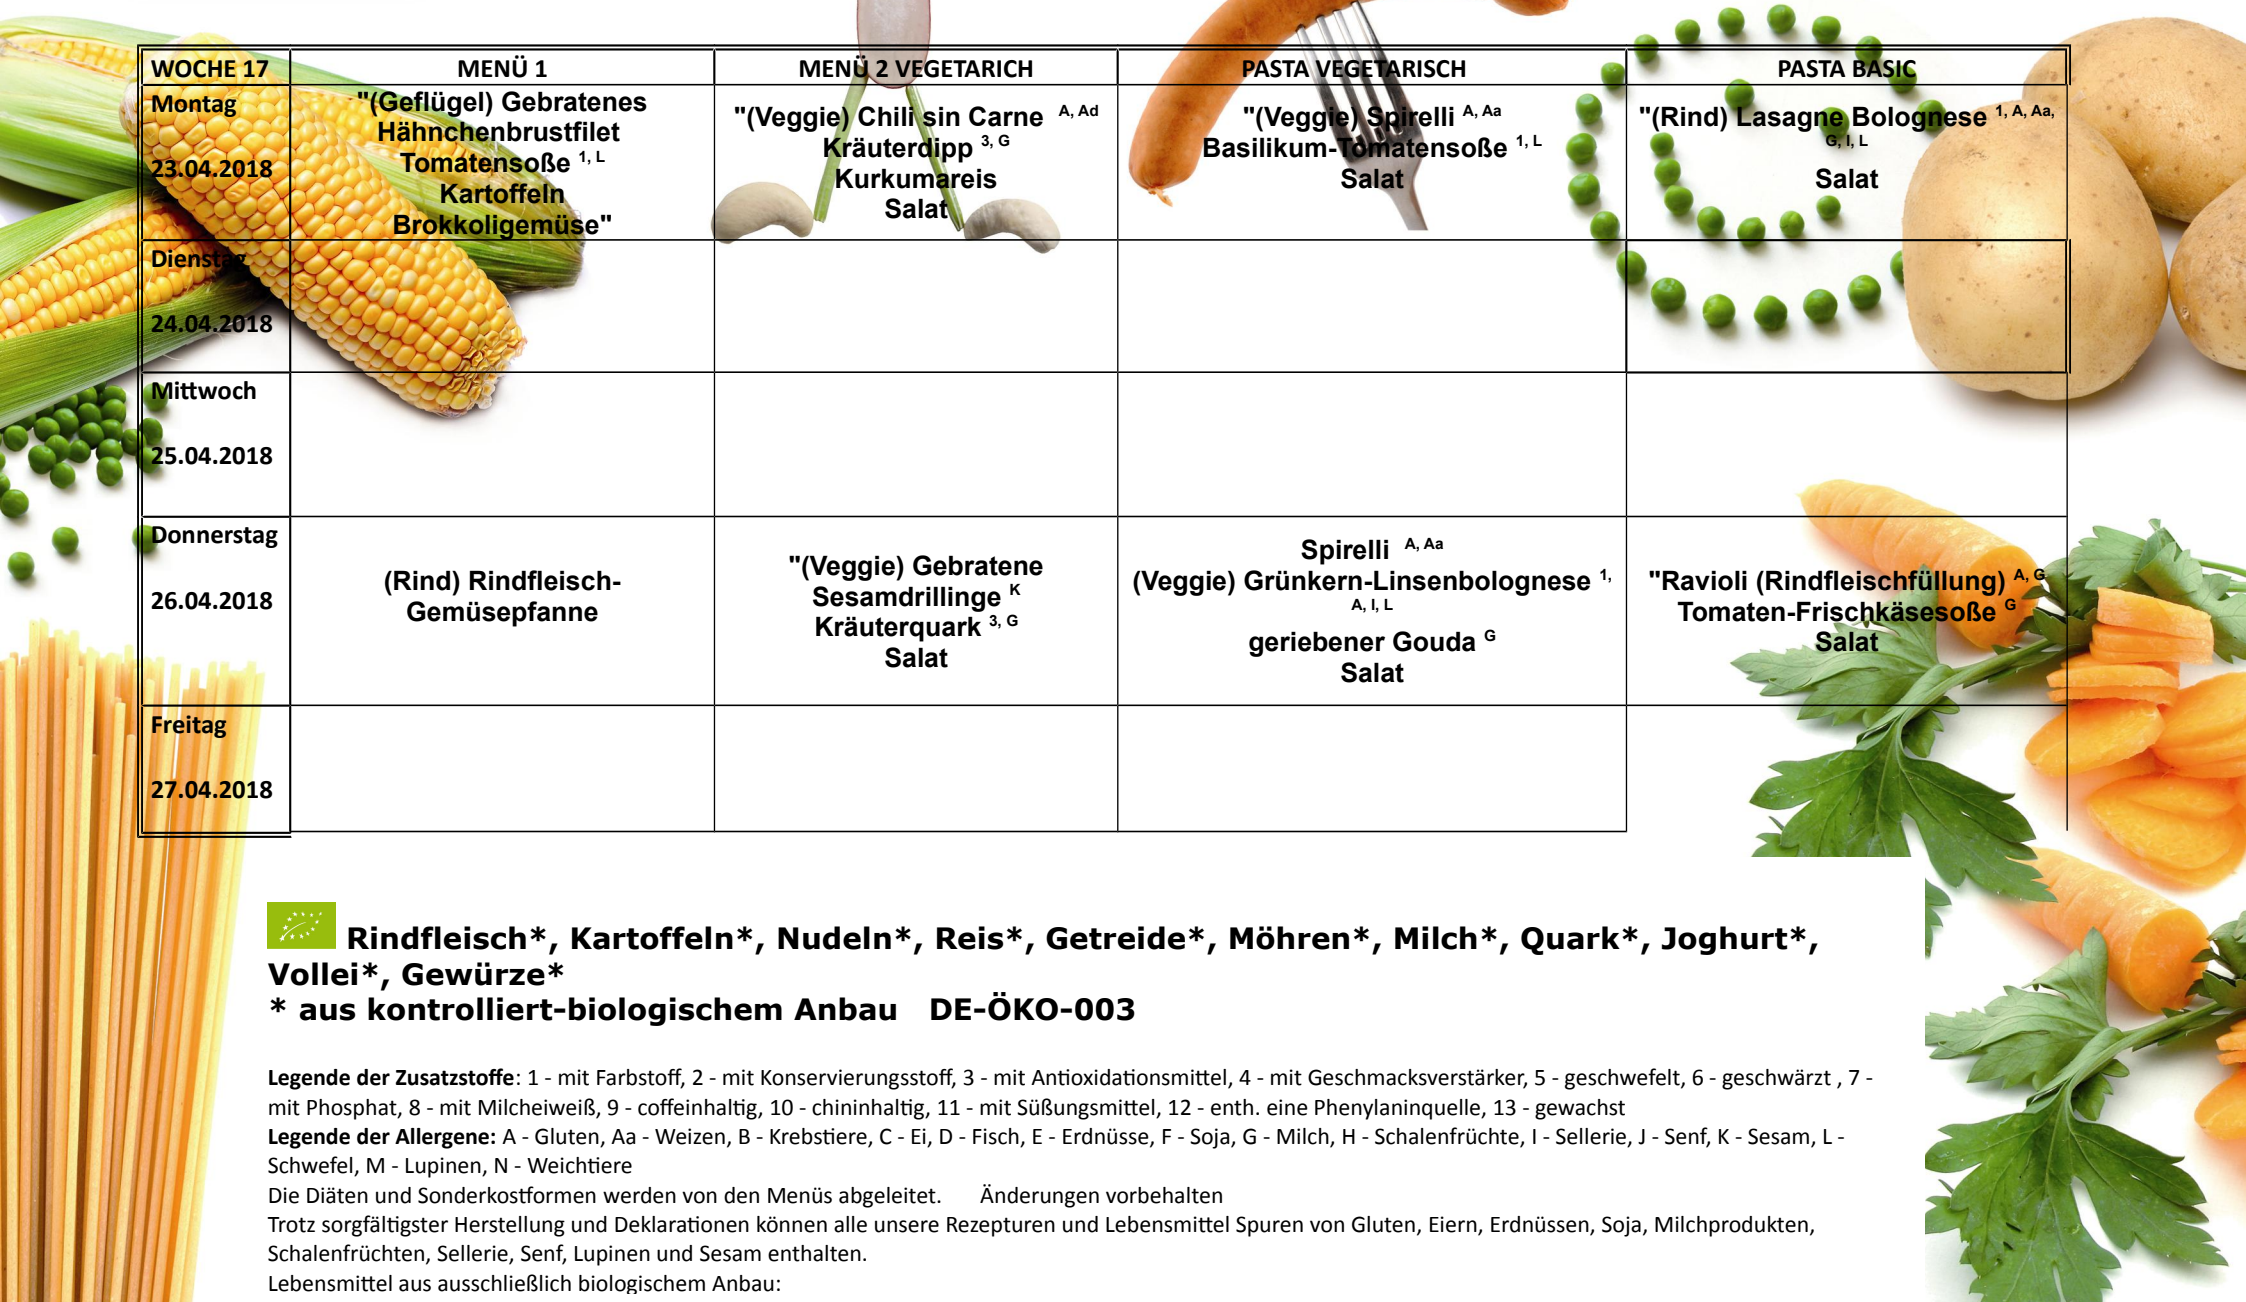 WOCHE 17 MENÜ 1 MENÜ 2 VEGETARICH PASTA VEGETARISCH PASTA BASIC
Montag
23.04.2018
"(Geflügel) Gebratenes
Hähnchenbrustfilet
Tomatensoße 1, L
Kartoffeln
Brokkoligemüse"
"(Veggie) Chili sin Carne A, Ad
Kräuterdipp 3, G
Kurkumareis
Salat
"(Veggie) Spirelli A, Aa
Basilikum-Tomatensoße 1, L
Salat
"(Rind) Lasagne Bolognese 1, A, Aa,
G, I, L
Salat
Dienstag
24.04.2018
Mittwoch
25.04.2018
Donnerstag
26.04.2018
(Rind) Rindfleisch-
Gemüsepfanne
"(Veggie) Gebratene
Sesamdrillinge K
Kräuterquark 3, G
Salat
Spirelli A, Aa
(Veggie) Grünkern-Linsenbolognese 1,
A, I, L
geriebener Gouda G
Salat
"Ravioli (Rindfleischfüllung) A, G
Tomaten-Frischkäsesoße G
Salat
Freitag
27.04.2018
Rindfleisch*, Kartoffeln*, Nudeln*, Reis*, Getreide*, Möhren*, Milch*, Quark*, Joghurt*,
Vollei*, Gewürze*
* aus kontrolliert-biologischem Anbau DE-ÖKO-003
Legende der Zusatzstoffe: 1 - mit Farbstoff, 2 - mit Konservierungsstoff, 3 - mit Antioxidationsmittel, 4 - mit Geschmacksverstärker, 5 - geschwefelt, 6 - geschwärzt , 7 -
mit Phosphat, 8 - mit Milcheiweiß, 9 - coffeinhaltig, 10 - chininhaltig, 11 - mit Süßungsmittel, 12 - enth. eine Phenylaninquelle, 13 - gewachst
Legende der Allergene: A - Gluten, Aa - Weizen, B - Krebstiere, C - Ei, D - Fisch, E - Erdnüsse, F - Soja, G - Milch, H - Schalenfrüchte, I - Sellerie, J - Senf, K - Sesam, L -
Schwefel, M - Lupinen, N - Weichtiere
Die Diäten und Sonderkostformen werden von den Menüs abgeleitet. Änderungen vorbehalten
Trotz sorgfältigster Herstellung und Deklarationen können alle unsere Rezepturen und Lebensmittel Spuren von Gluten, Eiern, Erdnüssen, Soja, Milchprodukten,
Schalenfrüchten, Sellerie, Senf, Lupinen und Sesam enthalten.
Lebensmittel aus ausschließlich biologischem Anbau: